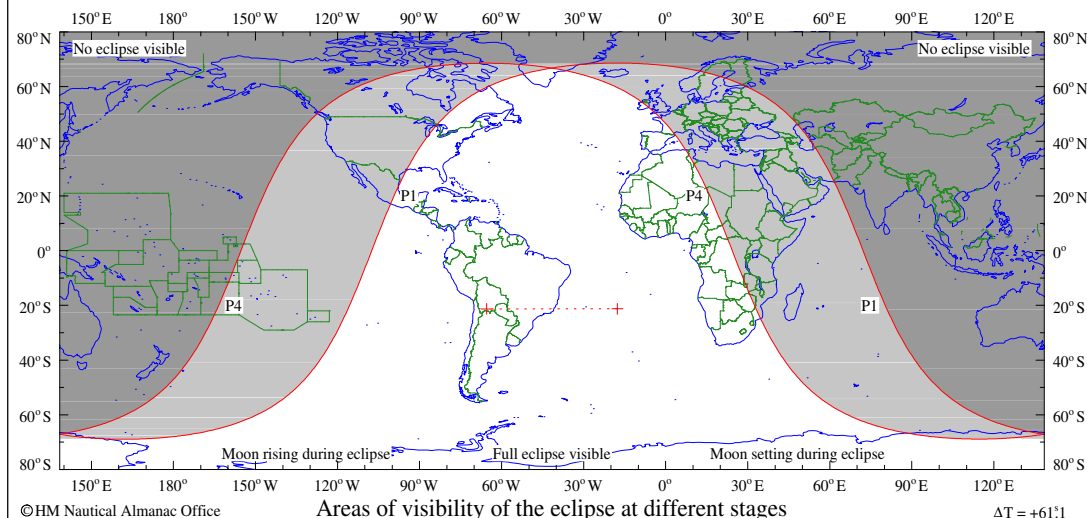 150° E 180° 150° W 120° W 90° W 60° W 30° W 0° 30° E 60° E 90° E 120° E
80° N 80° N
No eclipse visible No eclipse visible
60° N 60° N
40° N 40° N
20° N P1 P4 20° N
0° 0°
20° S P4 P1 20° S
40° S 40° S
60° S 60° S
Moon rising during eclipse Full eclipse visible Moon setting during eclipse
80° S 80° S
150° E 180° 150° W 120° W 90° W 60° W 30° W 0° 30° E 60° E 90° E 120° E
© HM Nautical Almanac Office Areas of visibility of the eclipse at different stages ΔT = +61ˢ.1